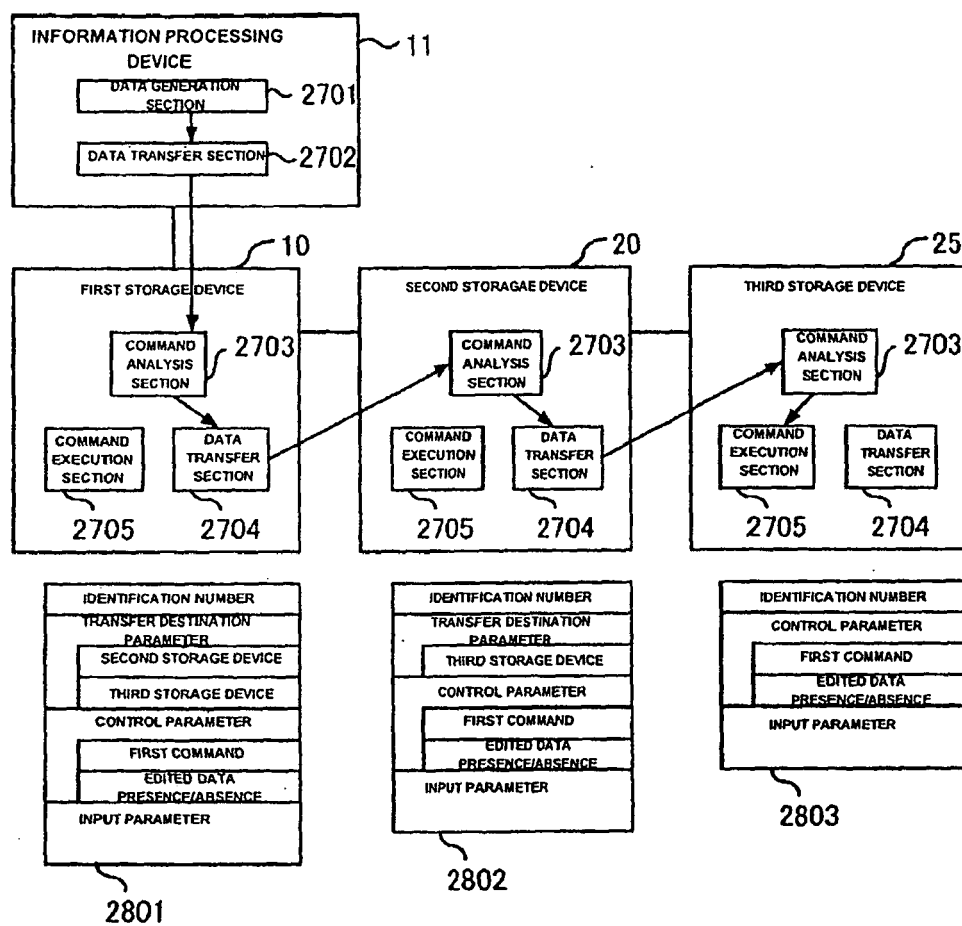 INFORMATION PROCESSING
DEVICE
11
DATA GENERATION
SECTION
2701
DATA TRANSFER SECTION
2702
10
FIRST STORAGE DEVICE
COMMAND
ANALYSIS
SECTION
2703
COMMAND
EXECUTION
SECTION
DATA
TRANSFER
SECTION
2705
2704
20
SECOND STORAGAE DEVICE
COMMAND
ANALYSIS
SECTION
2703
COMMAND
EXECUTION
SECTION
DATA
TRANSFER
SECTION
2705
2704
25
THIRD STORAGE DEVICE
COMMAND
ANALYSIS
SECTION
2703
COMMAND
EXECUTION
SECTION
DATA
TRANSFER
SECTION
2705
2704
IDENTIFICATION NUMBER
TRANSFER DESTINATION
PARAMETER
SECOND STORAGE DEVICE
THIRD STORAGE DEVICE
CONTROL PARAMETER
FIRST COMMAND
EDITED DATA
PRESENCE/ABSENCE
INPUT PARAMETER
2801
IDENTIFICATION NUMBER
TRANSFER DESTINATION
PARAMETER
THIRD STORAGE DEVICE
CONTROL PARAMETER
FIRST COMMAND
EDITED DATA
PRESENCE/ABSENCE
INPUT PARAMETER
2802
IDENTIFICATION NUMBER
CONTROL PARAMETER
FIRST COMMAND
EDITED DATA
PRESENCE/ABSENCE
INPUT PARAMETER
2803